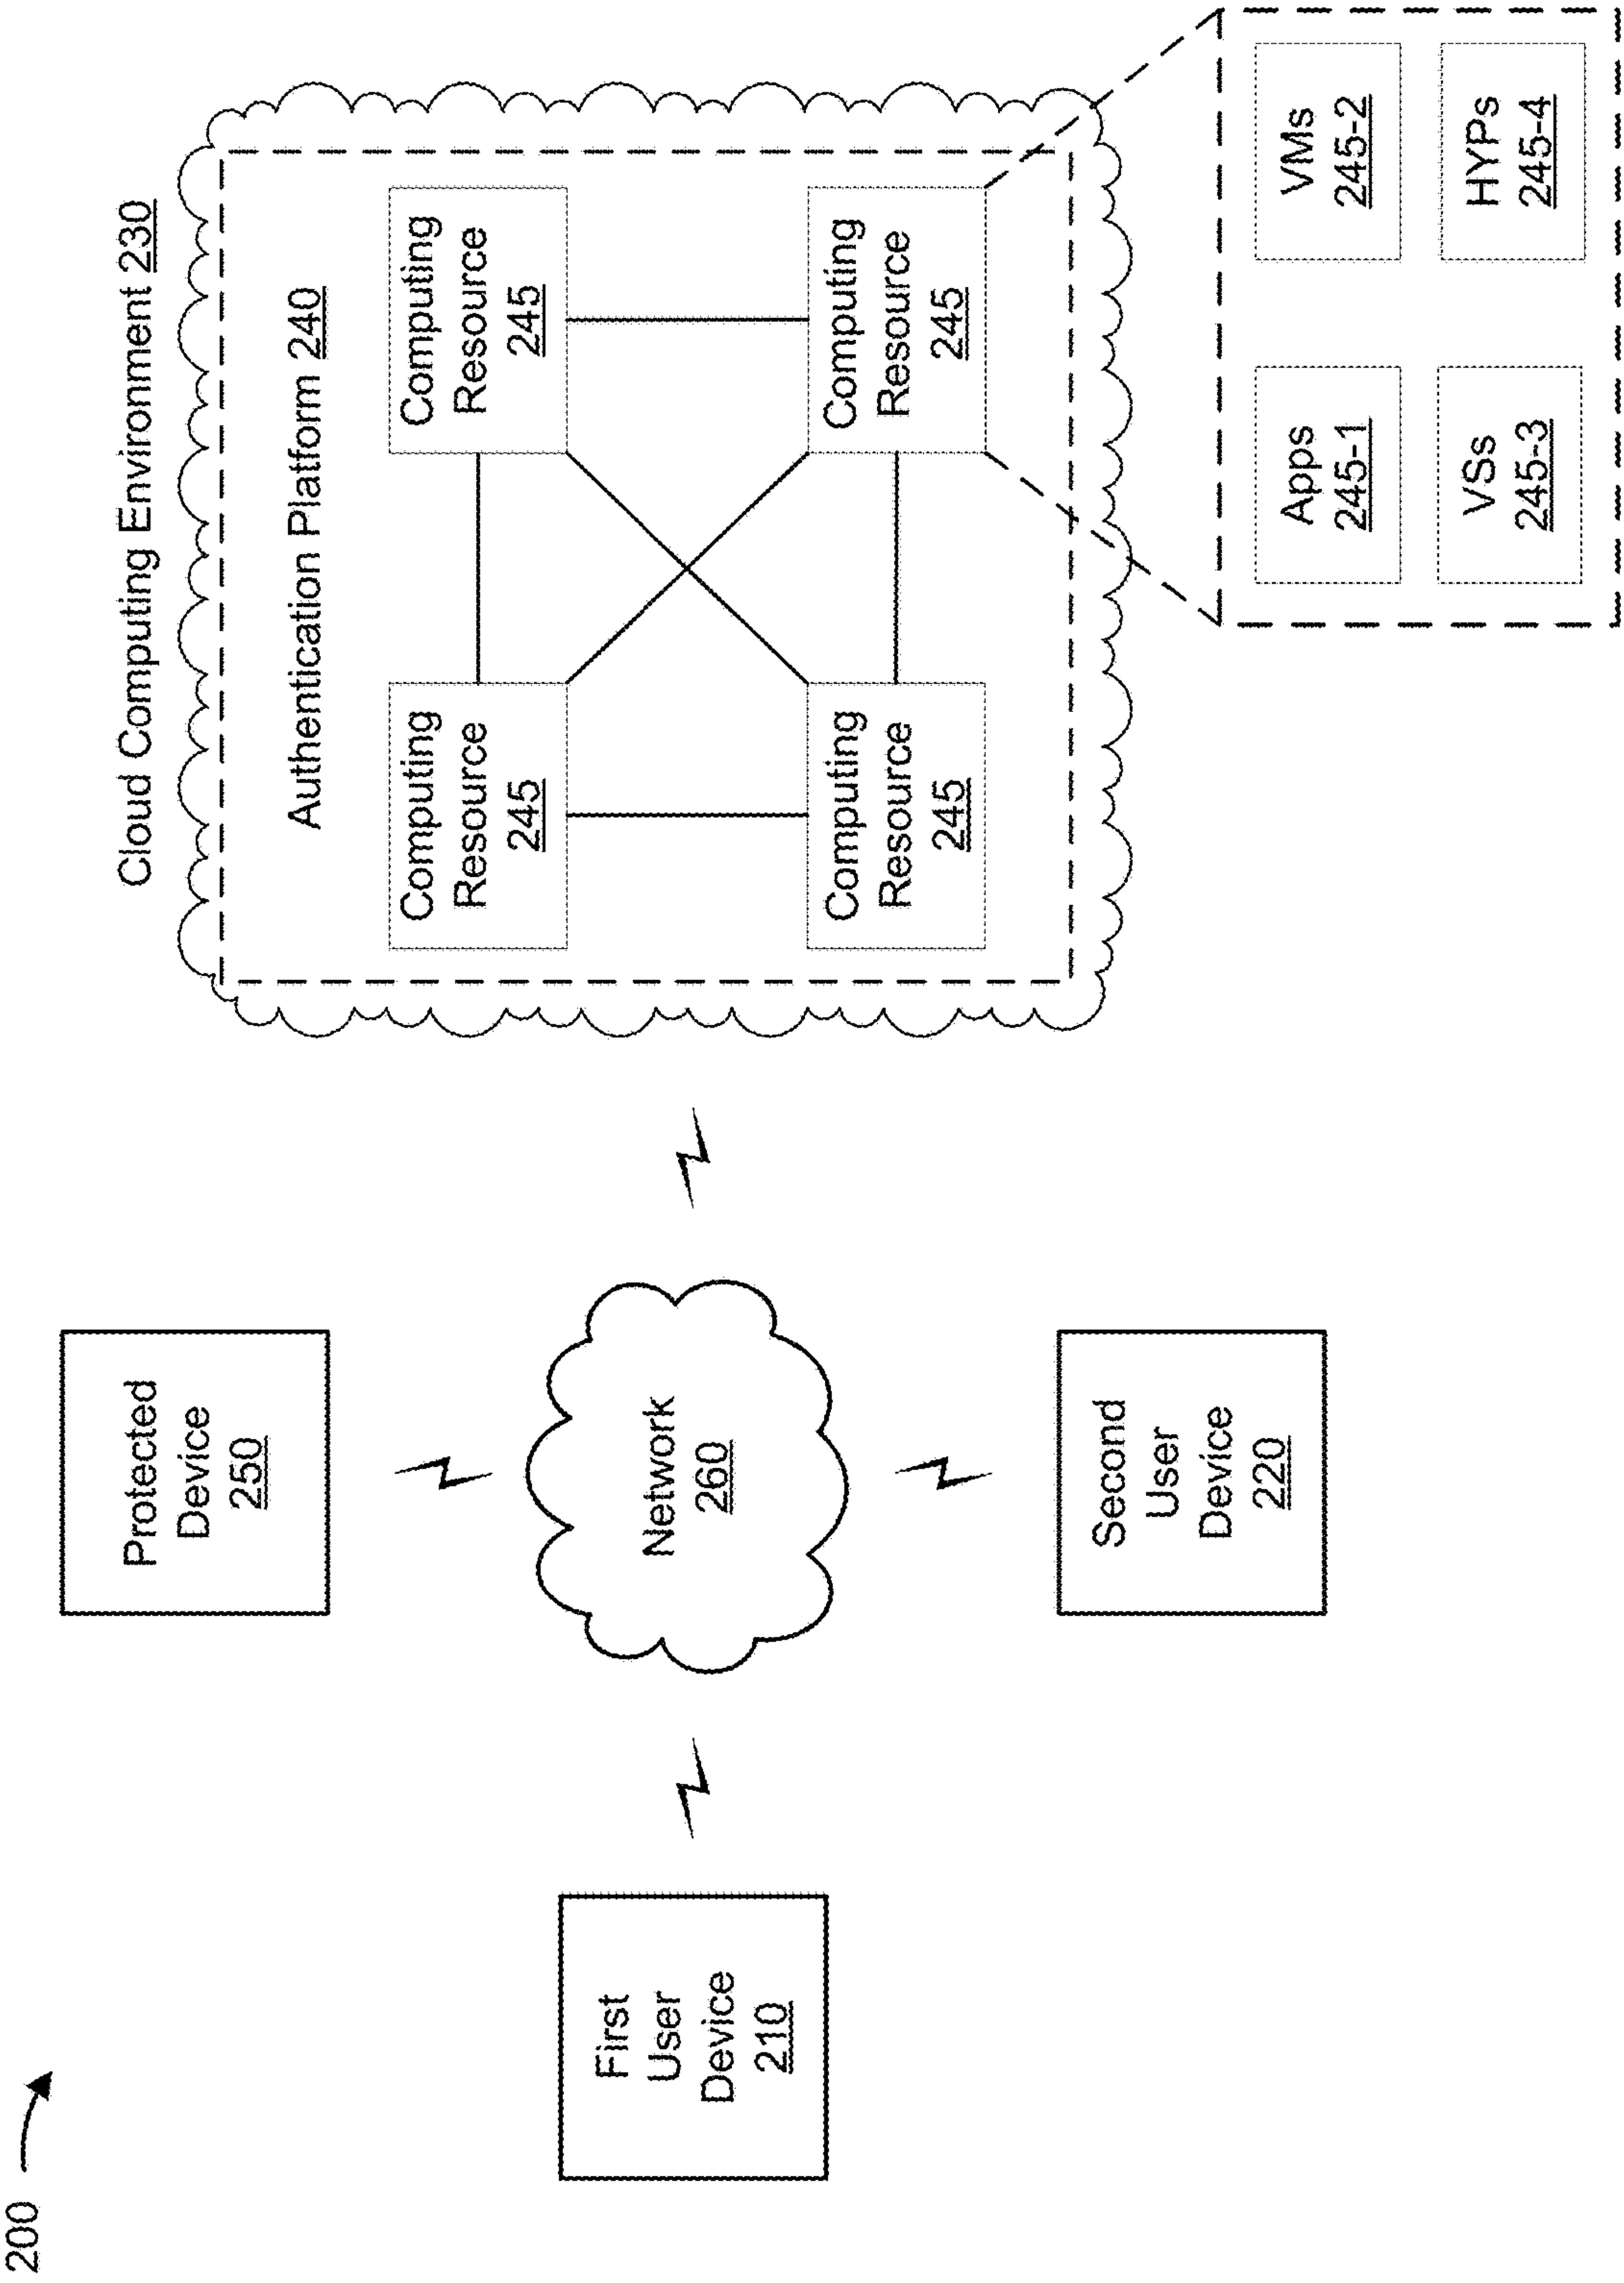 200
Cloud Computing Environment 230
Authentication Platform 240
Computing
Resource
245
Computing
Resource
245
Computing
Resource
245
Computing
Resource
245
Protected
Device
250
First
User
Device
210
Network
260
Second
User
Device
220
Apps
245-1
VMs
245-2
VSs
245-3
HYPs
245-4